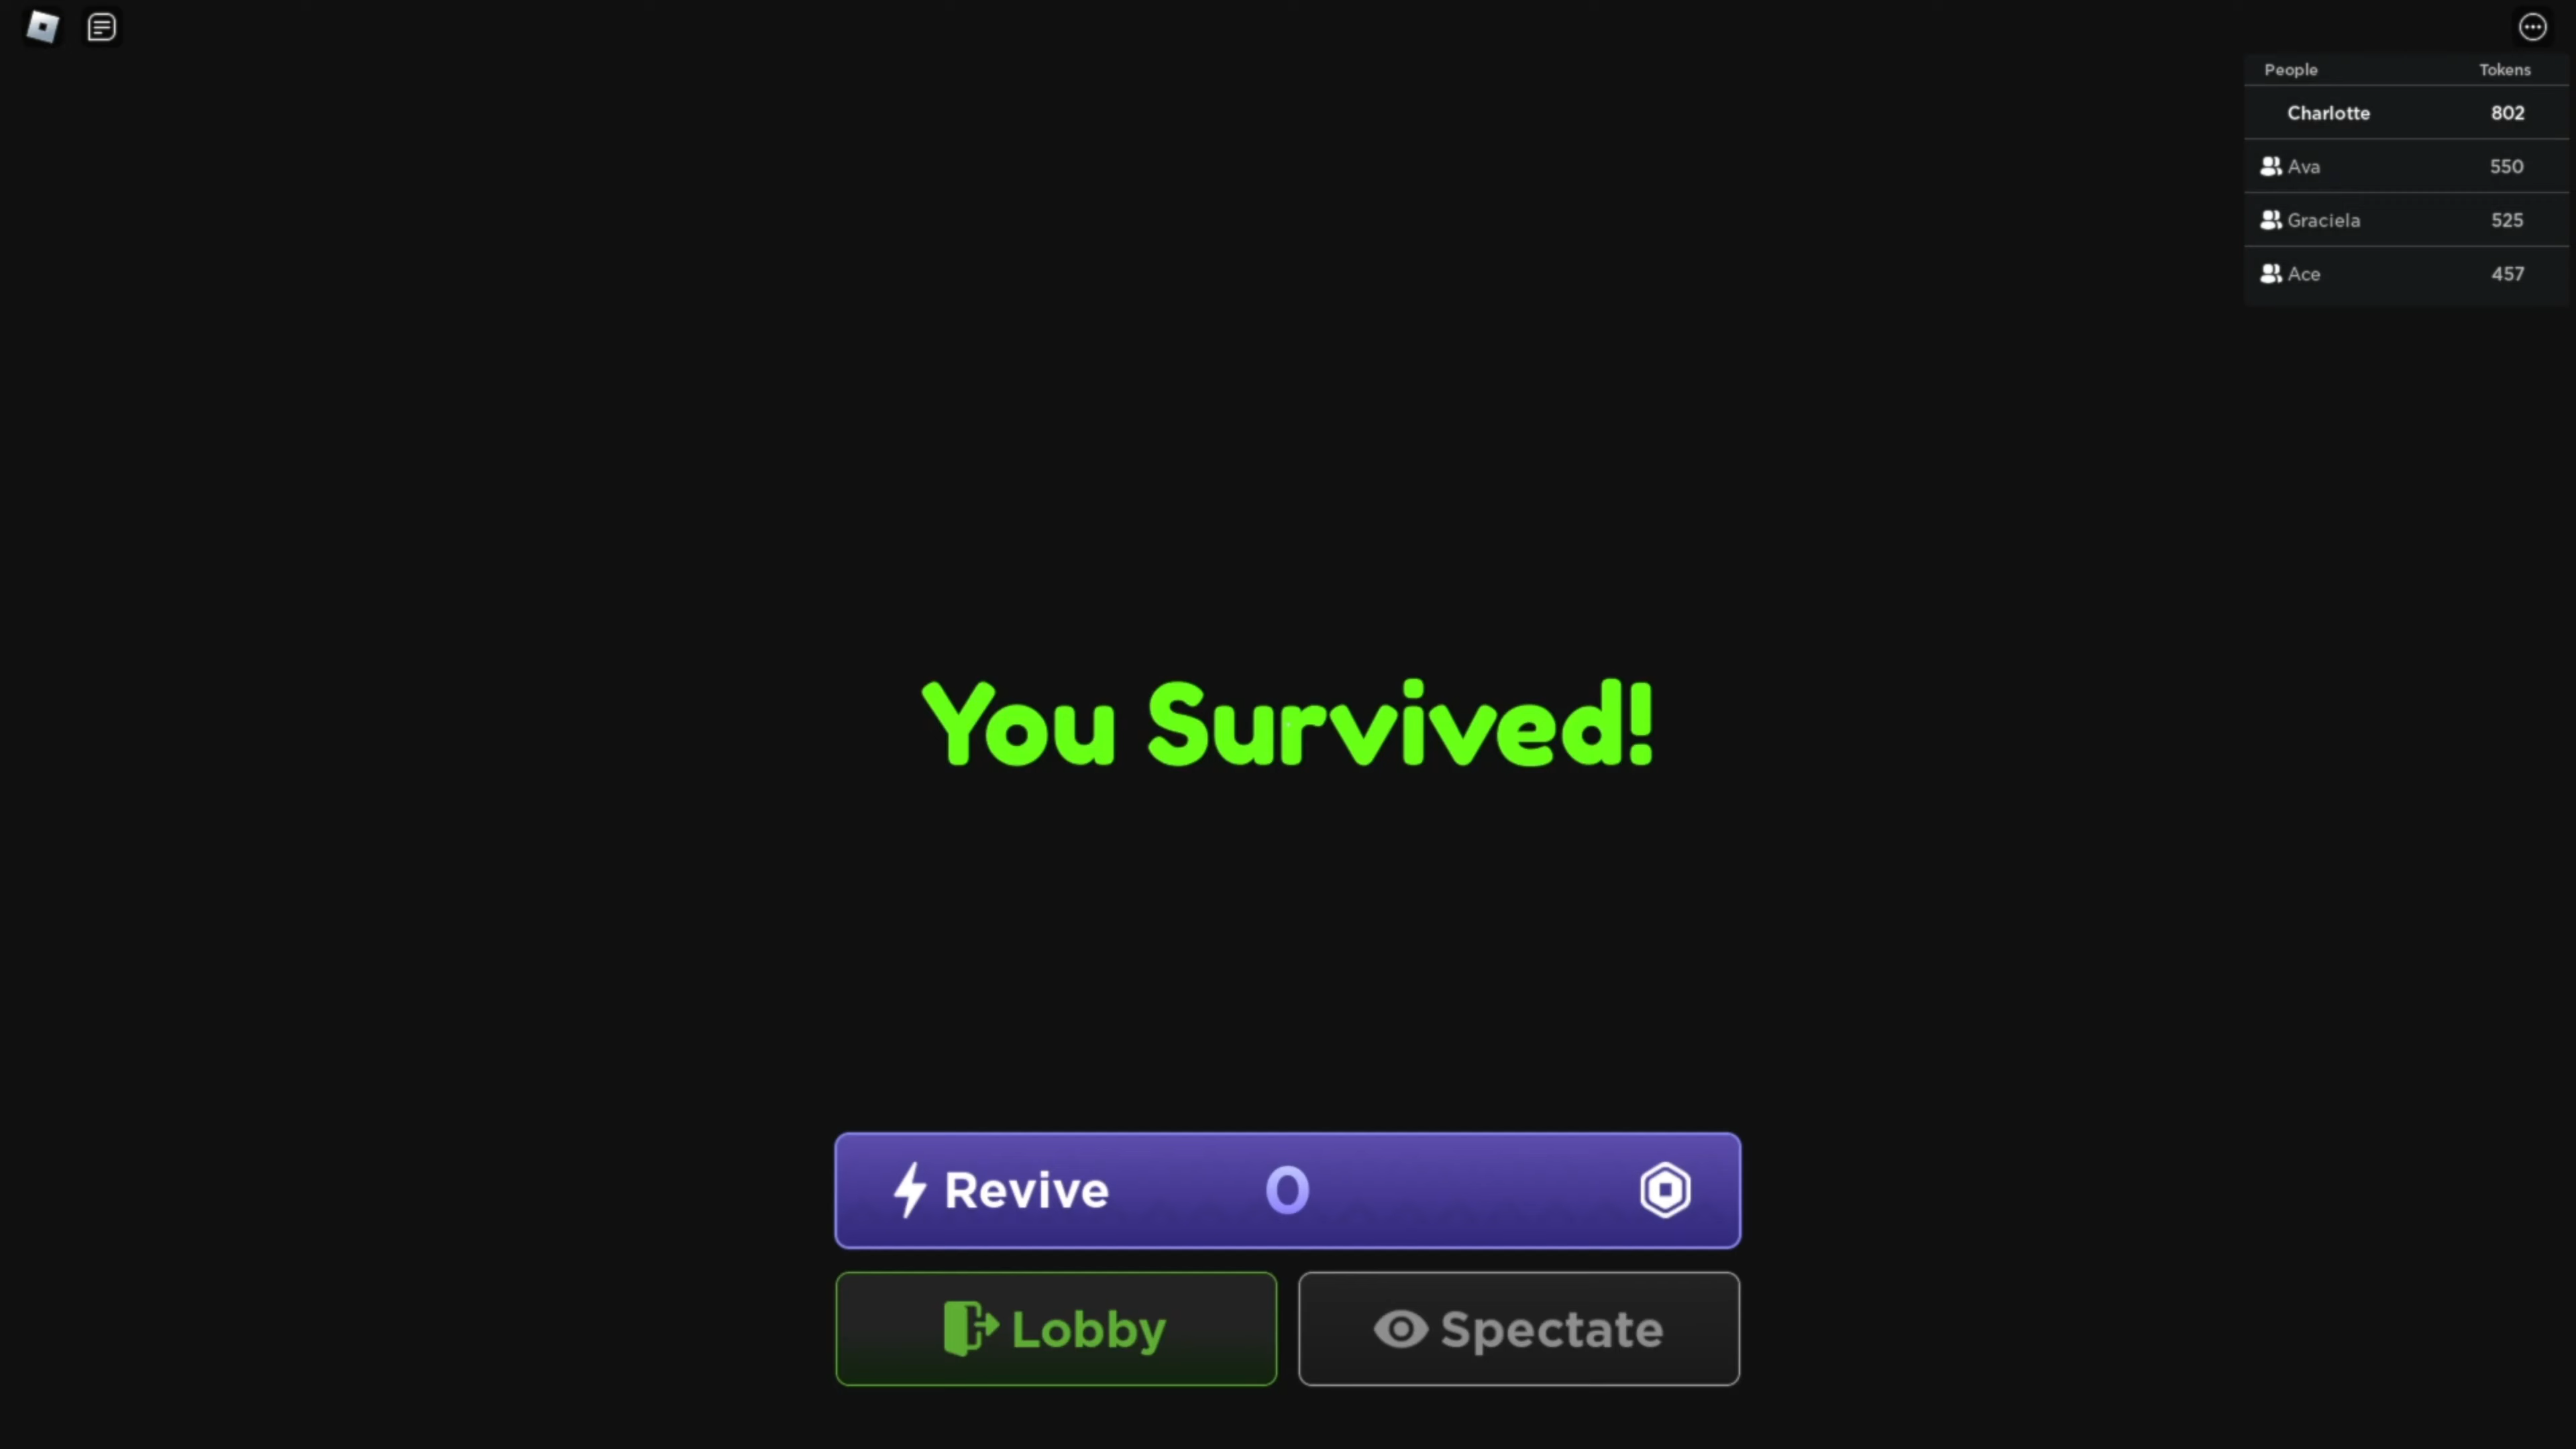 People Tokens
Charlotte 802
Ava 550
Graciela 525
Ace 457
You Survived!
Revive 0
Lobby Spectate